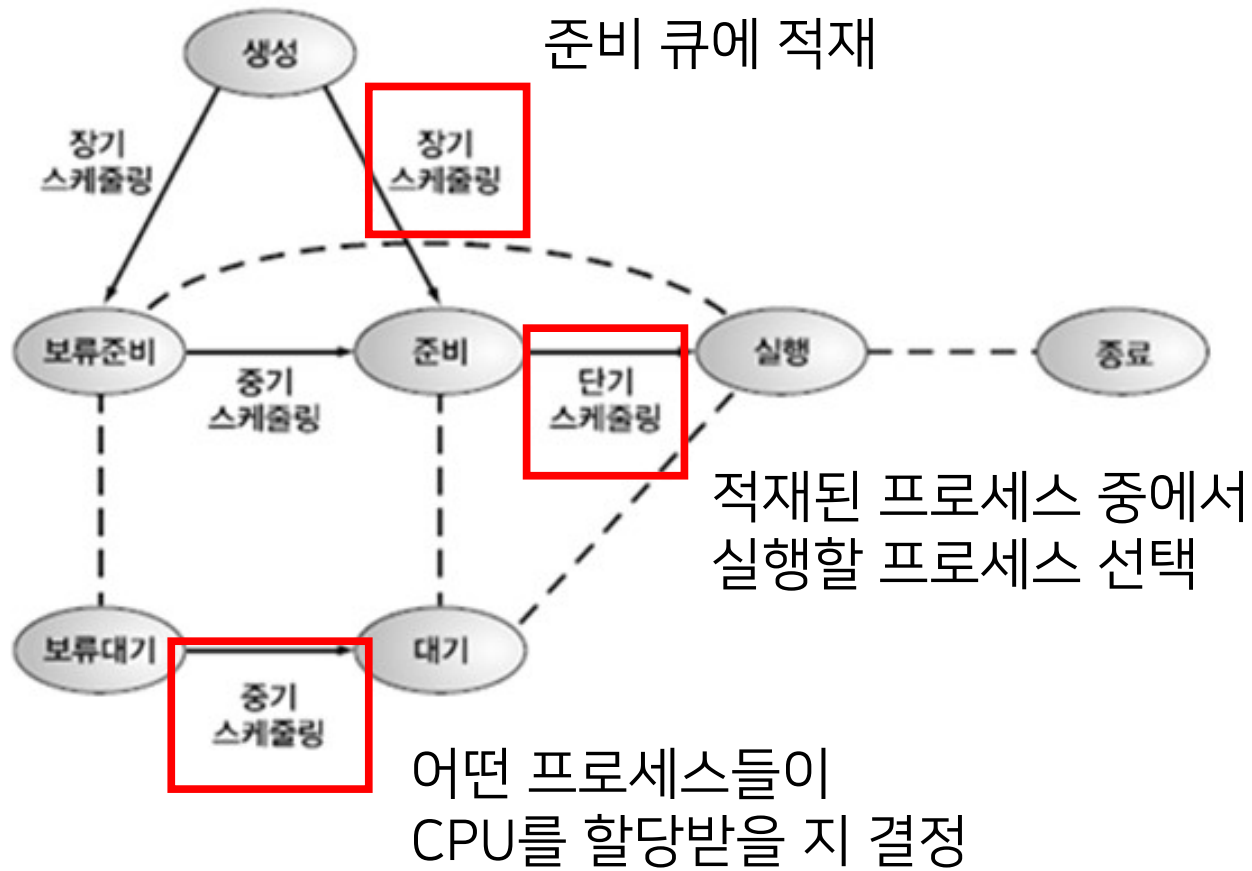 생성
준비 큐에 적재
장기
스케줄링
장기
스케줄링
보류준비
준비
실행
종료
중기
스케줄링
단기
스케줄링
적재된 프로세스 중에서
실행할 프로세스 선택
보류대기
대기
중기
스케줄링
어떤 프로세스들이
CPU를 할당받을 지 결정